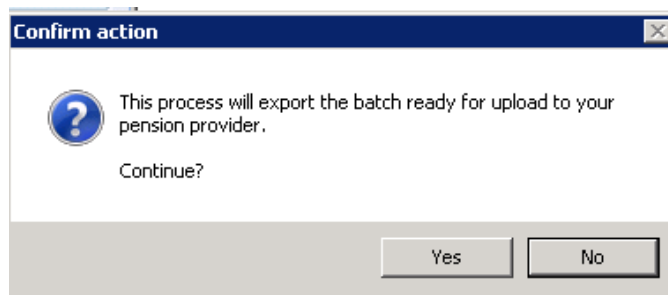 Confirm action
This process will export the batch ready for upload to your
pension provider.
Continue?
Yes
No